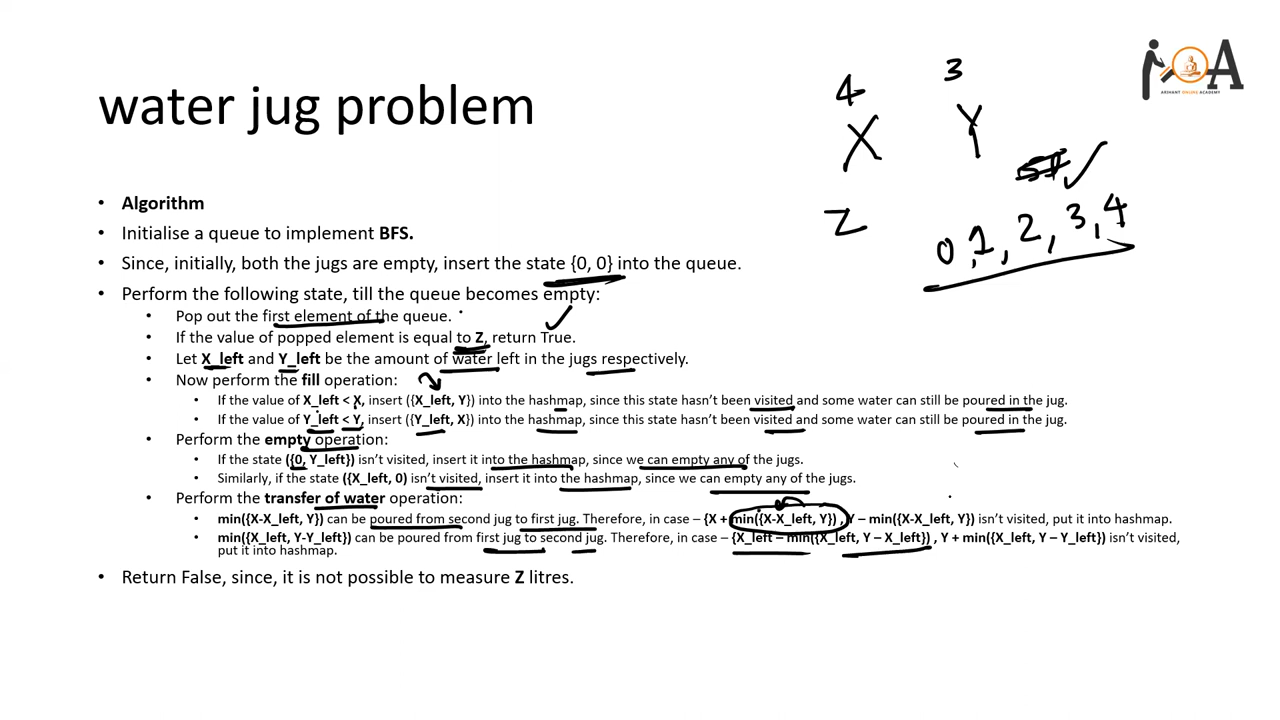 water jug problem
4 3
X Y
Z
0, 1, 2, 3, 4
A
ARIHANT ONLINE ACADEMY
• Algorithm
• Initialise a queue to implement BFS.
• Since, initially, both the jugs are empty, insert the state {0, 0} into the queue.
• Perform the following state, till the queue becomes empty:
• Pop out the first element of the queue.
• If the value of popped element is equal to Z, return True.
• Let X_left and Y_left be the amount of water left in the jugs respectively.
• Now perform the fill operation:
• If the value of X_left < X, insert ({X_left, Y}) into the hashmap, since this state hasn't been visited and some water can still be poured in the jug.
• If the value of Y_left < Y, insert ({Y_left, X}) into the hashmap, since this state hasn't been visited and some water can still be poured in the jug.
• Perform the empty operation:
• If the state ({0, Y_left}) isn't visited, insert it into the hashmap, since we can empty any of the jugs.
• Similarly, if the state ({X_left, 0) isn't visited, insert it into the hashmap, since we can empty any of the jugs.
• Perform the transfer of water operation:
• min({X-X_left, Y}) can be poured from second jug to first jug. Therefore, in case – {X + min({X-X_left, Y}) , Y – min({X-X_left, Y}) isn't visited, put it into hashmap.
• min({X_left, Y-Y_left}) can be poured from first jug to second jug. Therefore, in case – {X_left – min({X_left, Y – X_left}) , Y + min({X_left, Y – Y_left}) isn't visited,
put it into hashmap.
• Return False, since, it is not possible to measure Z litres.